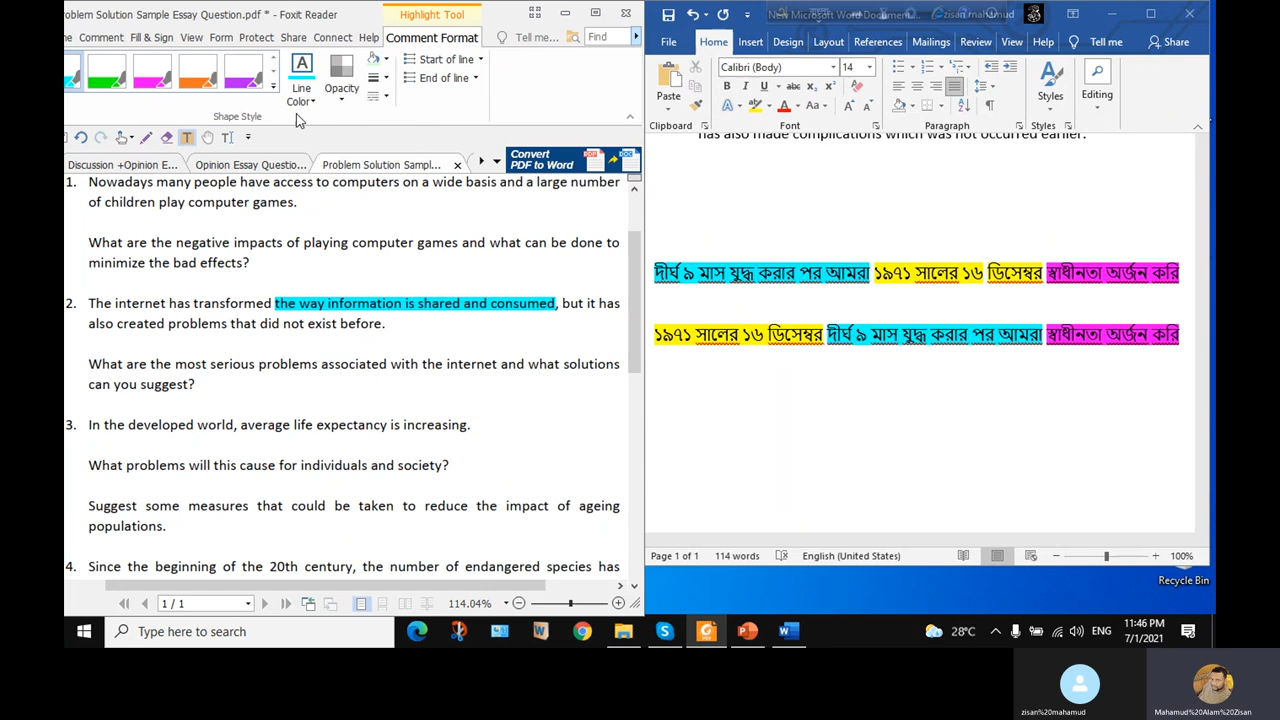 roblem Solution Sample Essay Question.pdf * - Foxit Reader
Highlight Tool
Comment Fill & Sign View Form Protect Share Connect Help Comment Format Tell me... Find
Line Color
Opacity
Start of line
End of line
Shape Style
Discussion +Opinion E... Opinion Essay Questio... Problem Solution Sampl...
Convert
PDF to Word
1. Nowadays many people have access to computers on a wide basis and a large number
of children play computer games.
What are the negative impacts of playing computer games and what can be done to
minimize the bad effects?
2. The internet has transformed the way information is shared and consumed, but it has
also created problems that did not exist before.
What are the most serious problems associated with the internet and what solutions
can you suggest?
3. In the developed world, average life expectancy is increasing.
What problems will this cause for individuals and society?
Suggest some measures that could be taken to reduce the impact of ageing
populations.
4. Since the beginning of the 20th century, the number of endangered species has
1 / 1
114.04%
New Microsoft Word Document... zisan mahmud
File Home Insert Design Layout References Mailings Review View Help Tell me Share
Paste
Calibri (Body) 14
Styles
Editing
Clipboard Font Paragraph Styles
has also made complications which was not occurred earlier.
দীর্ঘ ৯ মাস যুদ্ধ করার পর আমরা ১৯৭১ সালের ১৬ ডিসেম্বর স্বাধীনতা অর্জন করি
১৯৭১ সালের ১৬ ডিসেম্বর দীর্ঘ ৯ মাস যুদ্ধ করার পর আমরা স্বাধীনতা অর্জন করি
Page 1 of 1 114 words English (United States) 100%
Recycle Bin
Type here to search
28°C ENG
11:46 PM
7/1/2021
zisan%20mahamud
Mahamud%20Alam%20Zisan